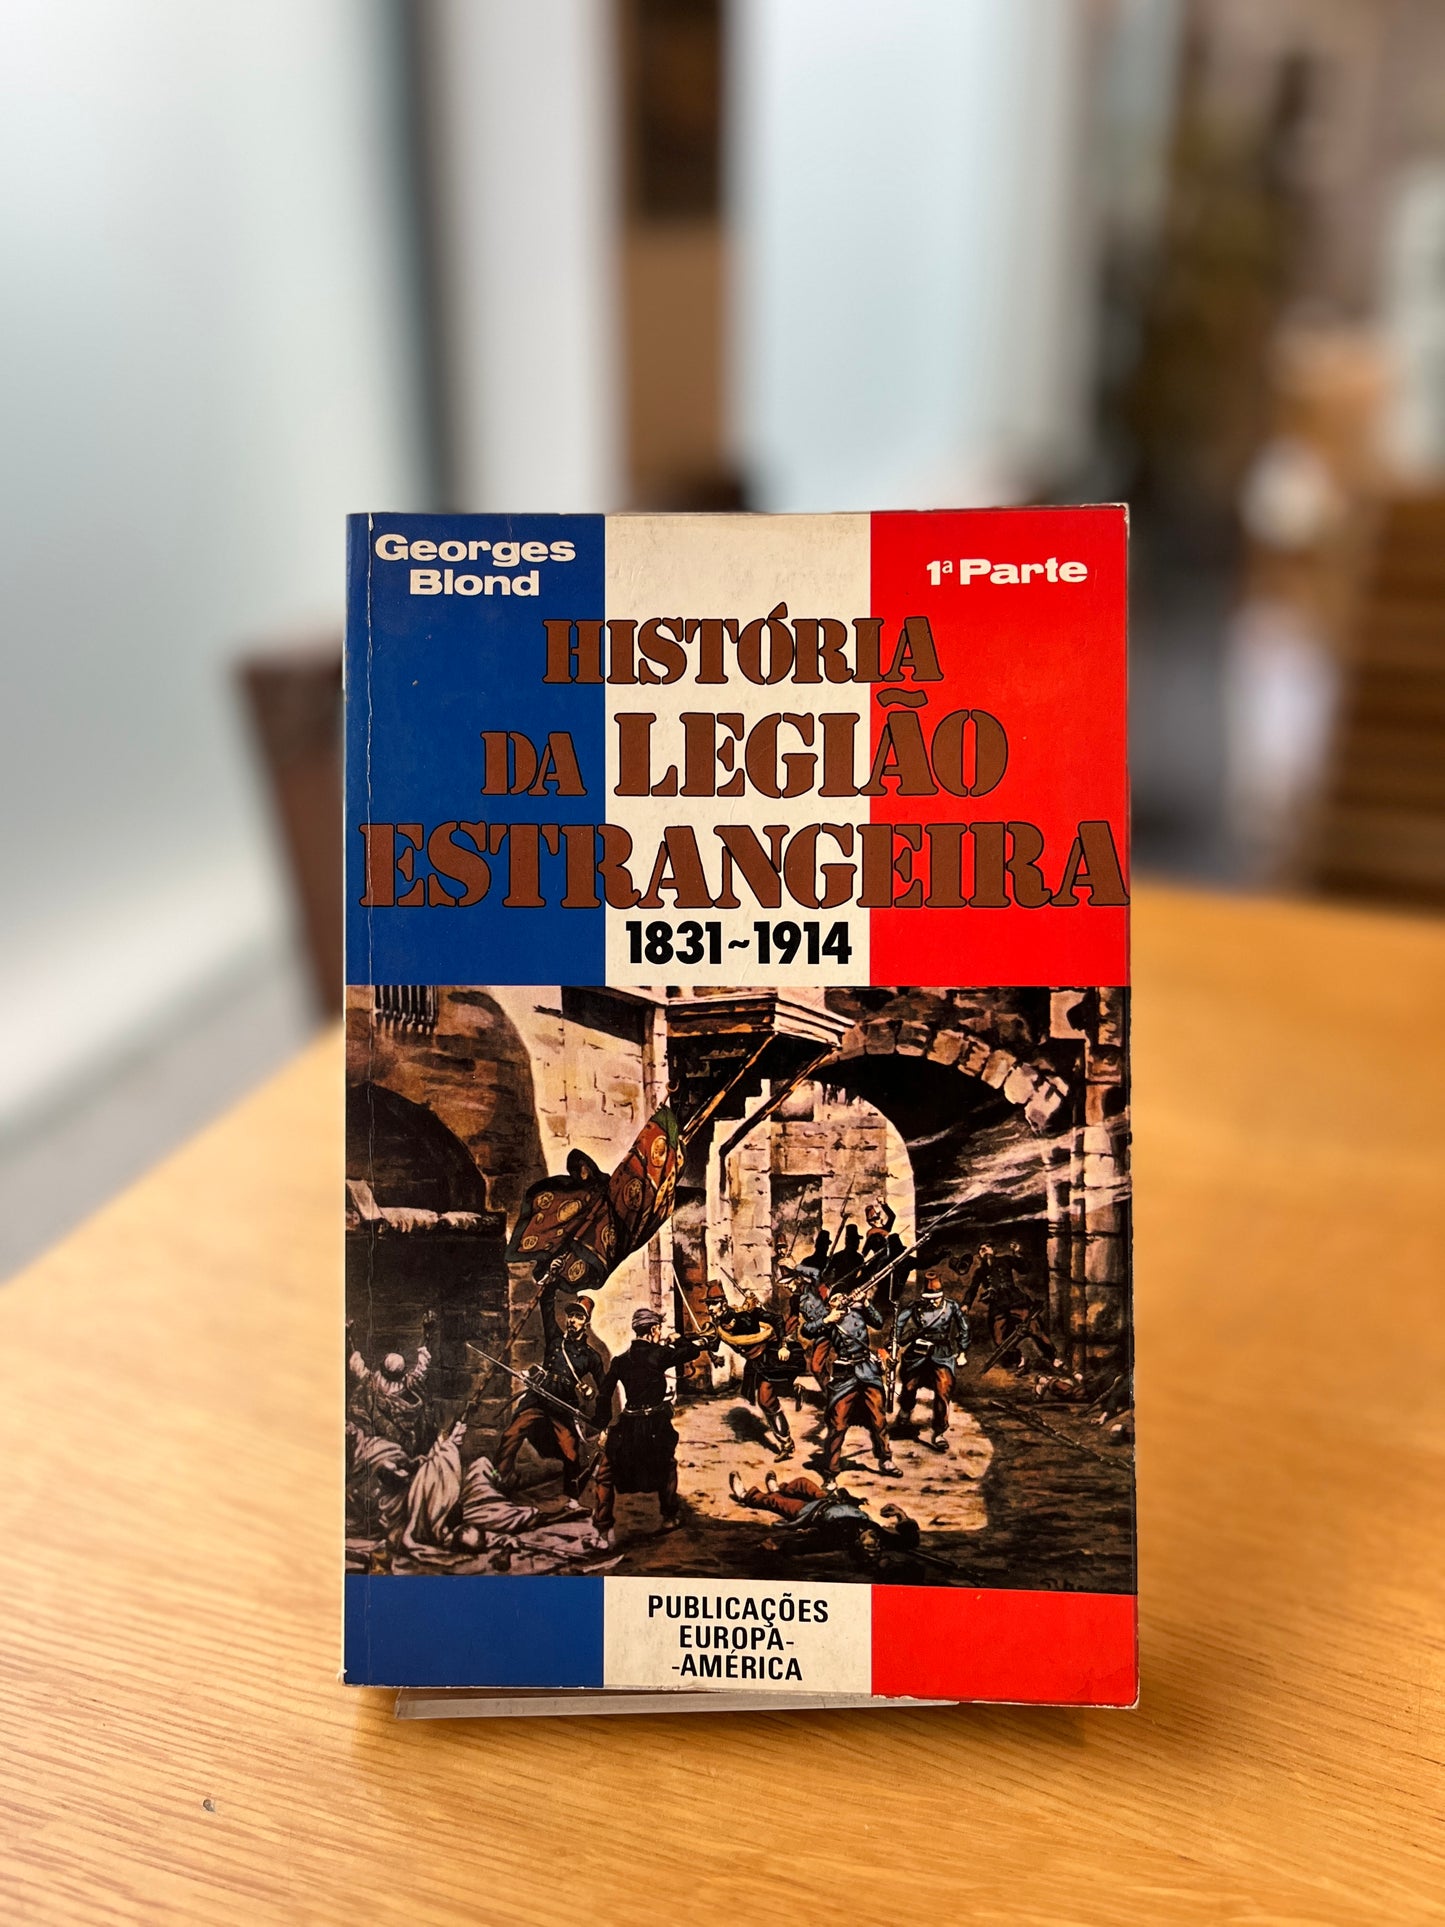 Georges
Blond
1ª Parte
HISTÓRIA
DA LEGIÃO
ESTRANGEIRA
1831~1914
PUBLICAÇÕES
EUROPA-
-AMÉRICA